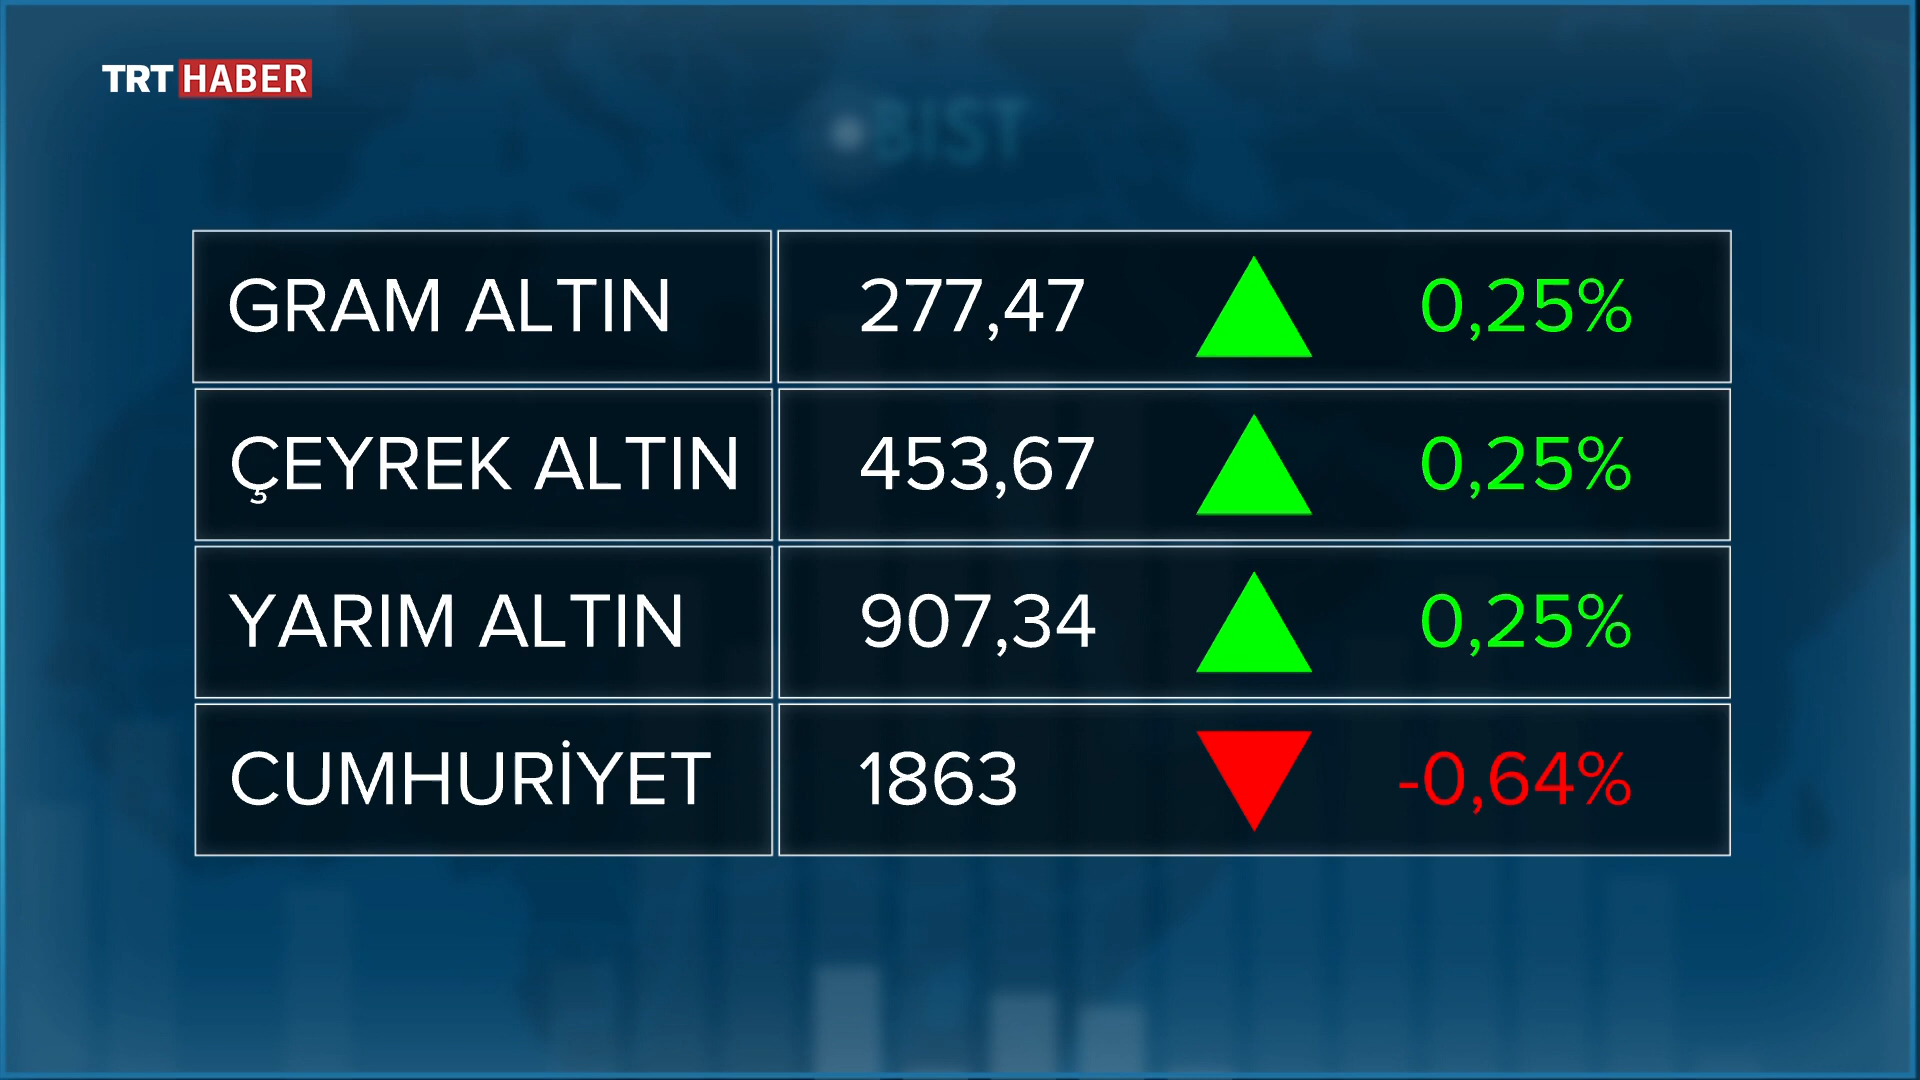 TRT HABER
BIST
GRAM ALTIN 277,47 0,25%
ÇEYREK ALTIN 453,67 0,25%
YARIM ALTIN 907,34 0,25%
CUMHURİYET 1863 -0,64%